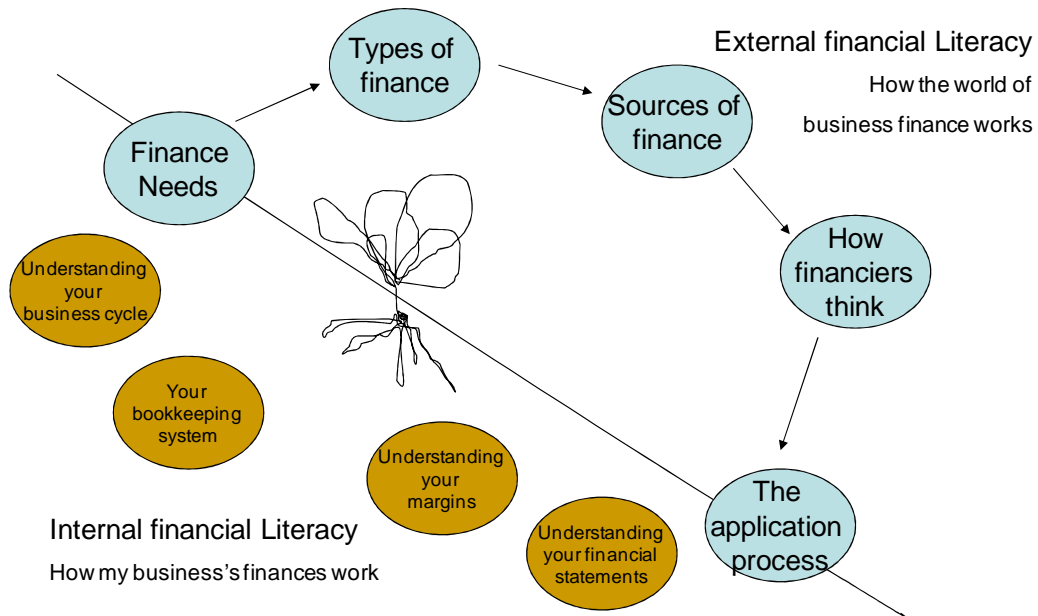 Types of
finance
External financial Literacy
How the world of
business finance works
Sources of
finance
Finance
Needs
How
financiers
think
Understanding
your
business cycle
Your
bookkeeping
system
Understanding
your
margins
The
application
process
Understanding
your financial
statements
Internal financial Literacy
How my business's finances work